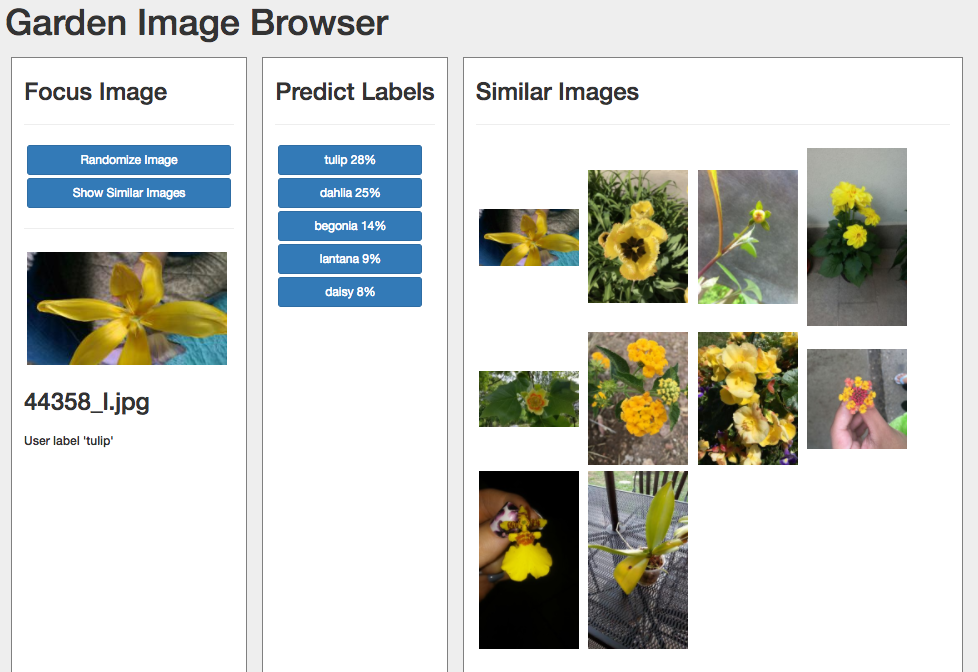 Garden Image Browser
Focus Image
Randomize Image
Show Similar Images
44358_l.jpg
User label 'tulip'
Predict Labels
tulip 28%
dahlia 25%
begonia 14%
lantana 9%
daisy 8%
Similar Images